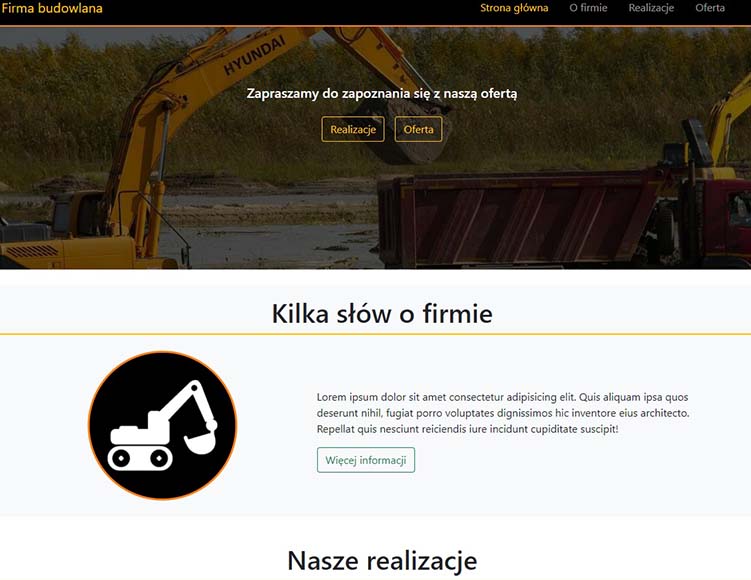 Firma budowlana
Strona główna O firmie Realizacje Oferta
HYUNDAI
Zapraszamy do zapoznania się z naszą ofertą
Realizacje Oferta
Kilka słów o firmie
Lorem ipsum dolor sit amet consectetur adipisicing elit. Quis aliquam ipsa quos
deserunt nihil, fugiat porro voluptates dignissimos hic inventore eius architecto.
Repellat quis nesciunt reiciendis iure incidunt cupiditate suscipit!
Więcej informacji
Nasze realizacje